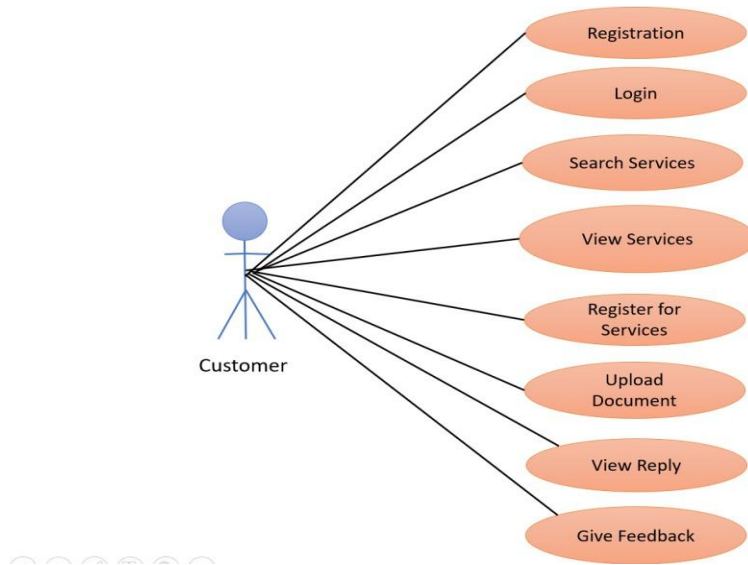 Registration
Login
Search Services
View Services
Register for
Services
Customer
Upload
Document
View Reply
Give Feedback